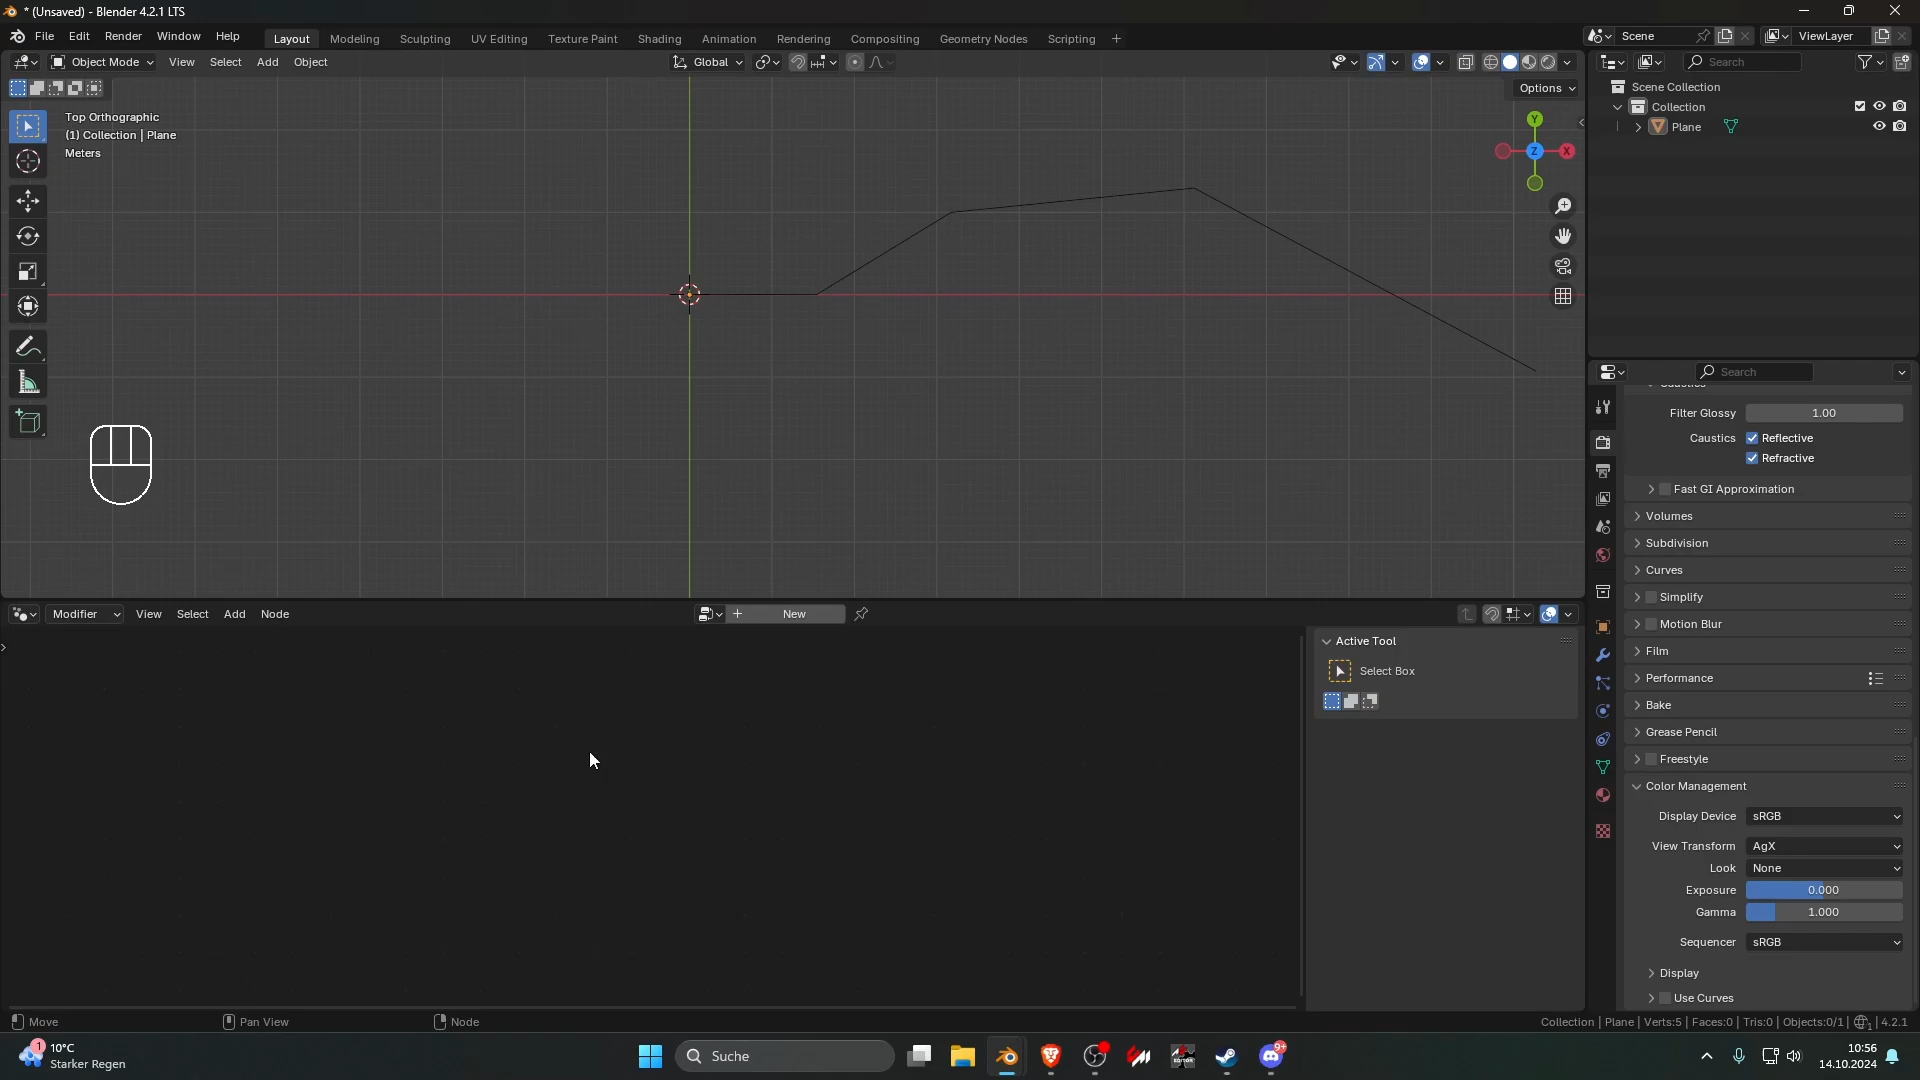 * (Unsaved) - Blender 4.2.1 LTS
File Edit Render Window Help Layout Modeling Sculpting UV Editing Texture Paint Shading Animation Rendering Compositing Geometry Nodes Scripting + Scene ViewLayer
Object Mode View Select Add Object Global Search
Options
Top Orthographic
(1) Collection | Plane
Meters
Y
X
Z
Scene Collection
Collection
Plane
Search
Filter Glossy 1.00
Caustics Reflective
Refractive
Fast GI Approximation
Volumes
Subdivision
Curves
Simplify
Motion Blur
Film
Performance
Bake
Grease Pencil
Freestyle
Color Management
Display Device sRGB
View Transform AgX
Look None
Exposure 0.000
Gamma 1.000
Sequencer sRGB
Display
Use Curves
Modifier View Select Add Node + New
Active Tool
Select Box
Move Pan View Node Collection | Plane | Verts:5 | Faces:0 | Tris:0 | Objects:0/1 | 4.2.1
1
10°C
Starker Regen
Suche
EDITOR
9+
10:56
14.10.2024